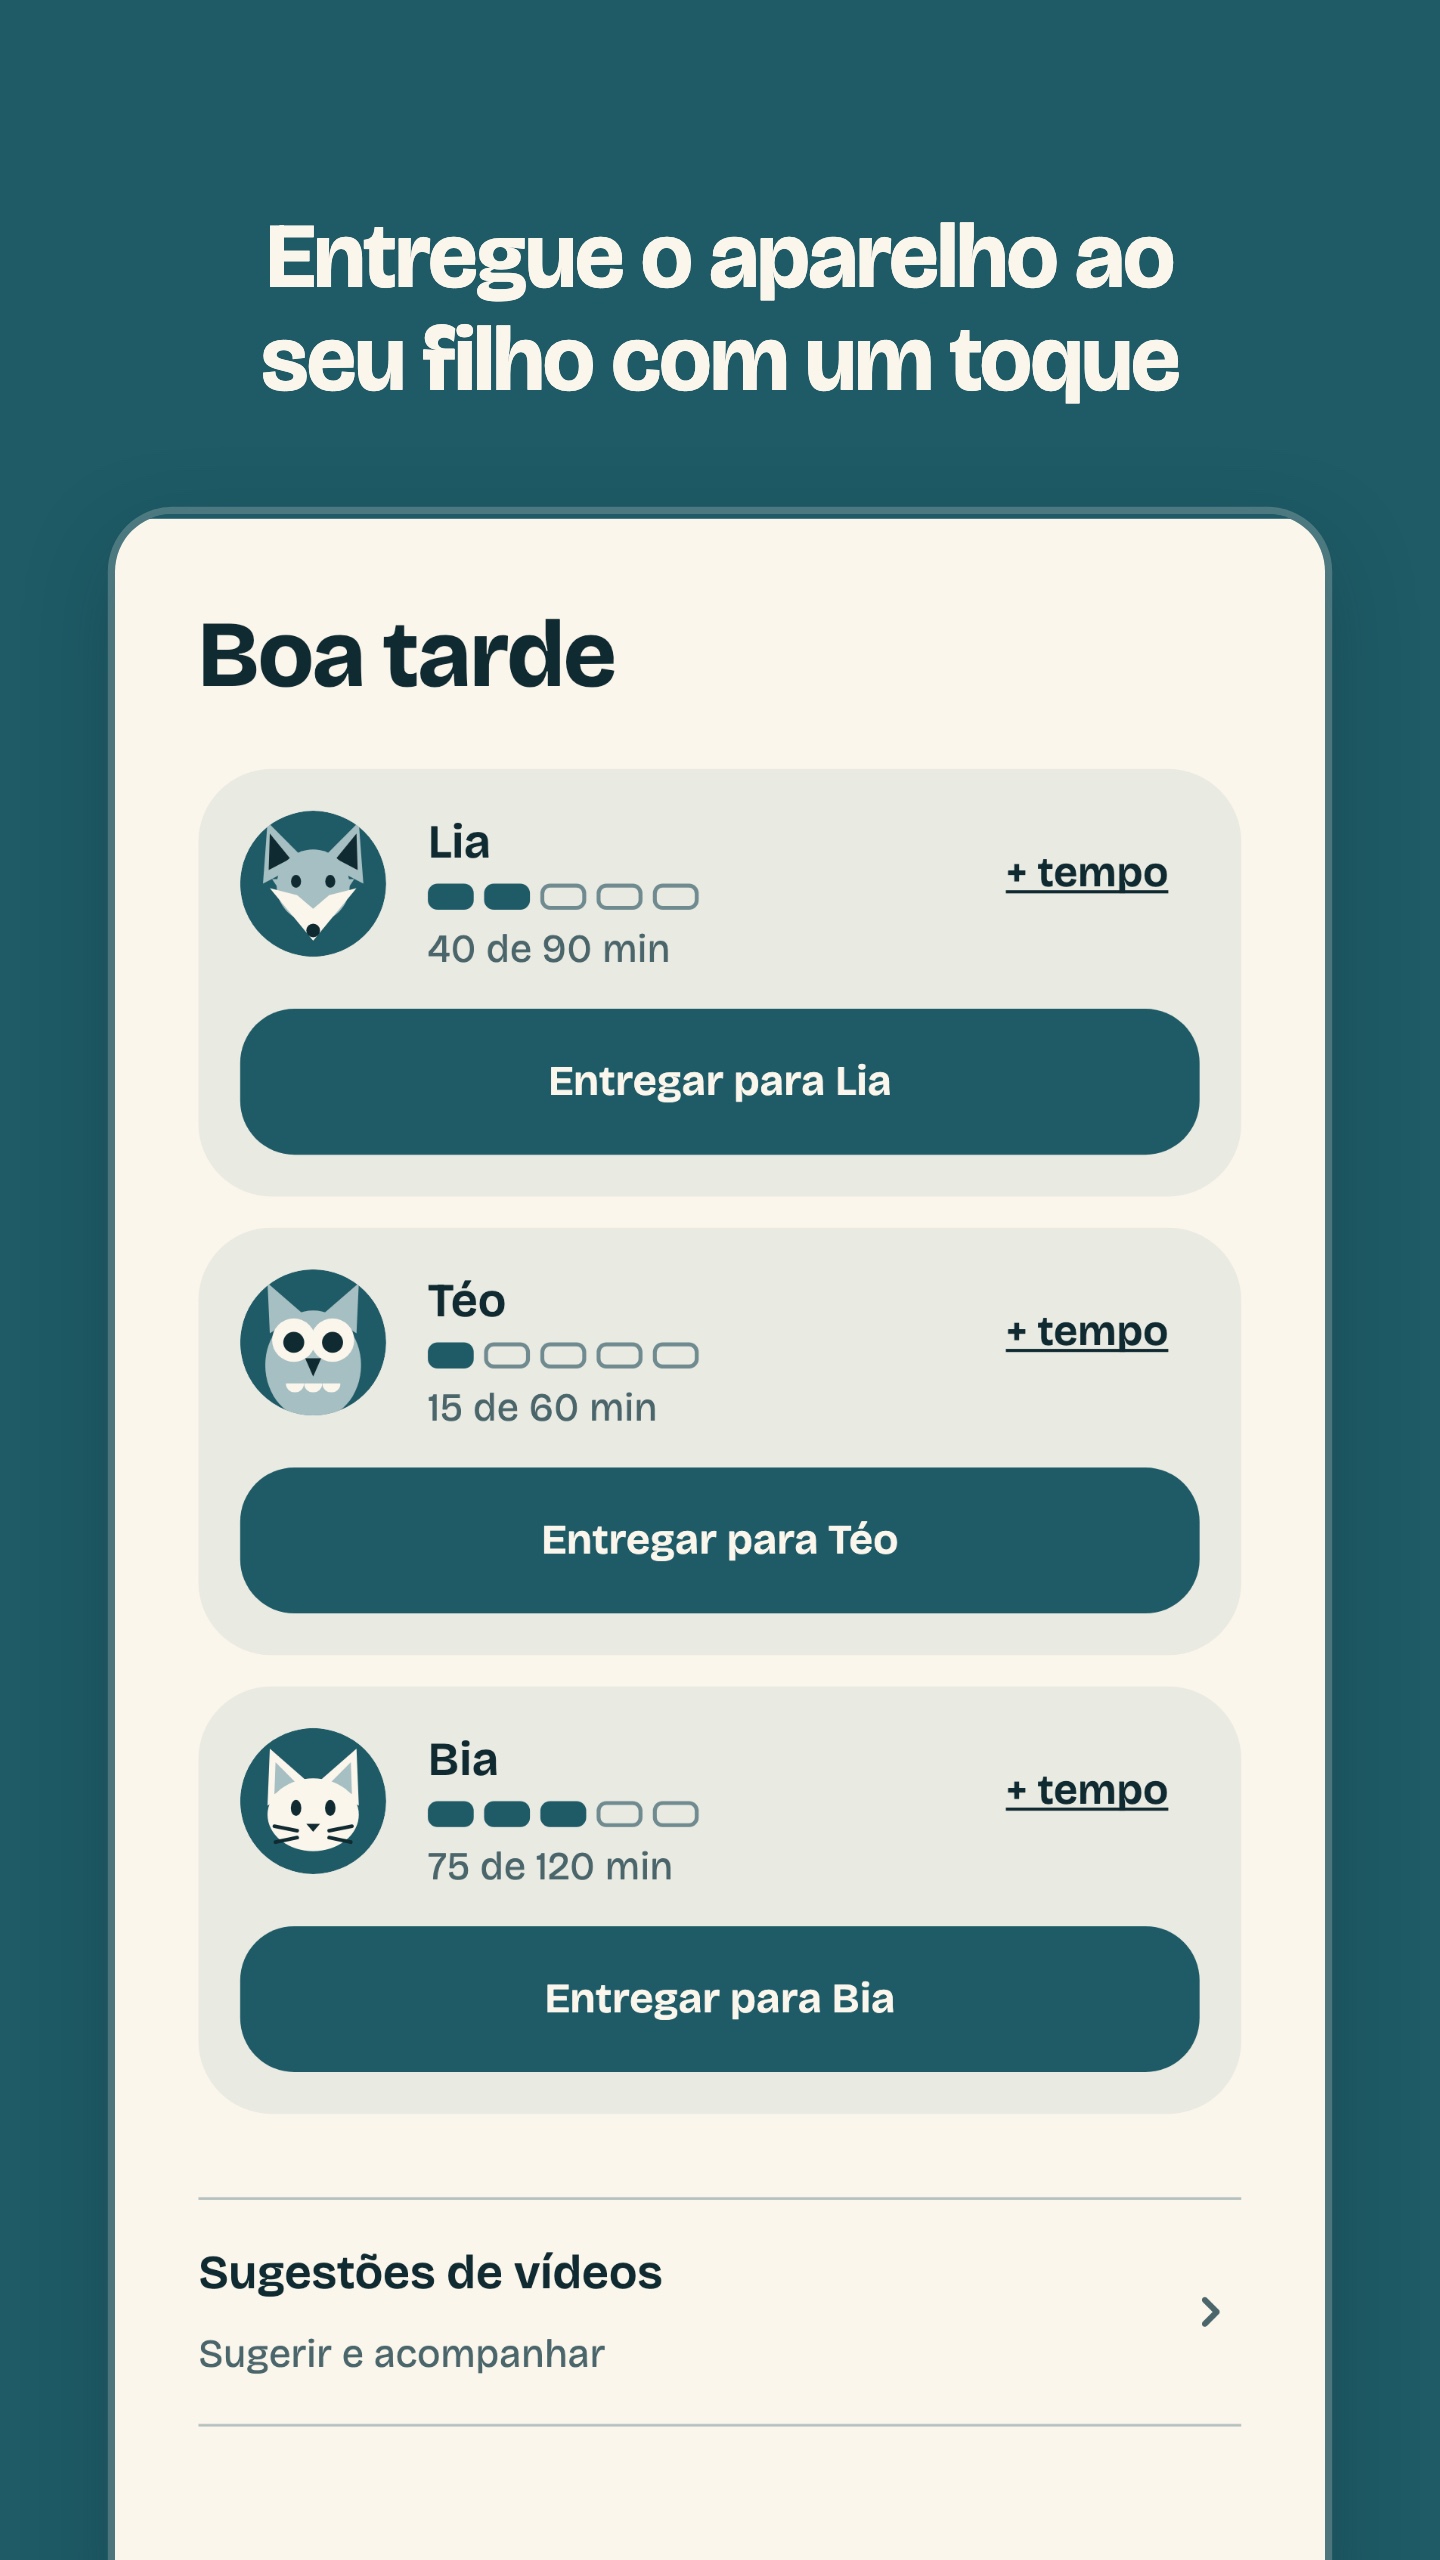 Entregue o aparelho ao
seu filho com um toque
Boa tarde
Lia
+ tempo
40 de 90 min
Entregar para Lia
Téo
+ tempo
15 de 60 min
Entregar para Téo
Bia
+ tempo
75 de 120 min
Entregar para Bia
Sugestões de vídeos
Sugerir e acompanhar